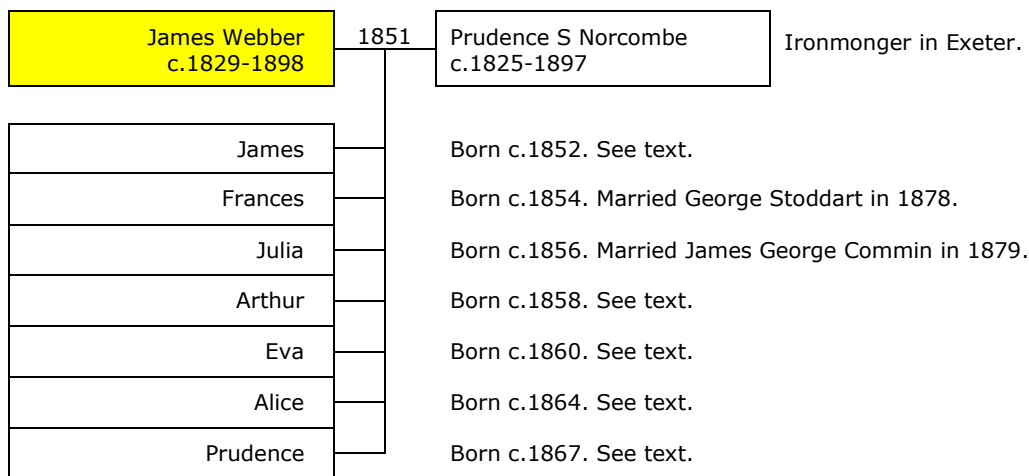 James Webber
c.1829-1898
1851
Prudence S Norcombe
c.1825-1897
Ironmonger in Exeter.
James
Born c.1852. See text.
Frances
Born c.1854. Married George Stoddart in 1878.
Julia
Born c.1856. Married James George Commin in 1879.
Arthur
Born c.1858. See text.
Eva
Born c.1860. See text.
Alice
Born c.1864. See text.
Prudence
Born c.1867. See text.